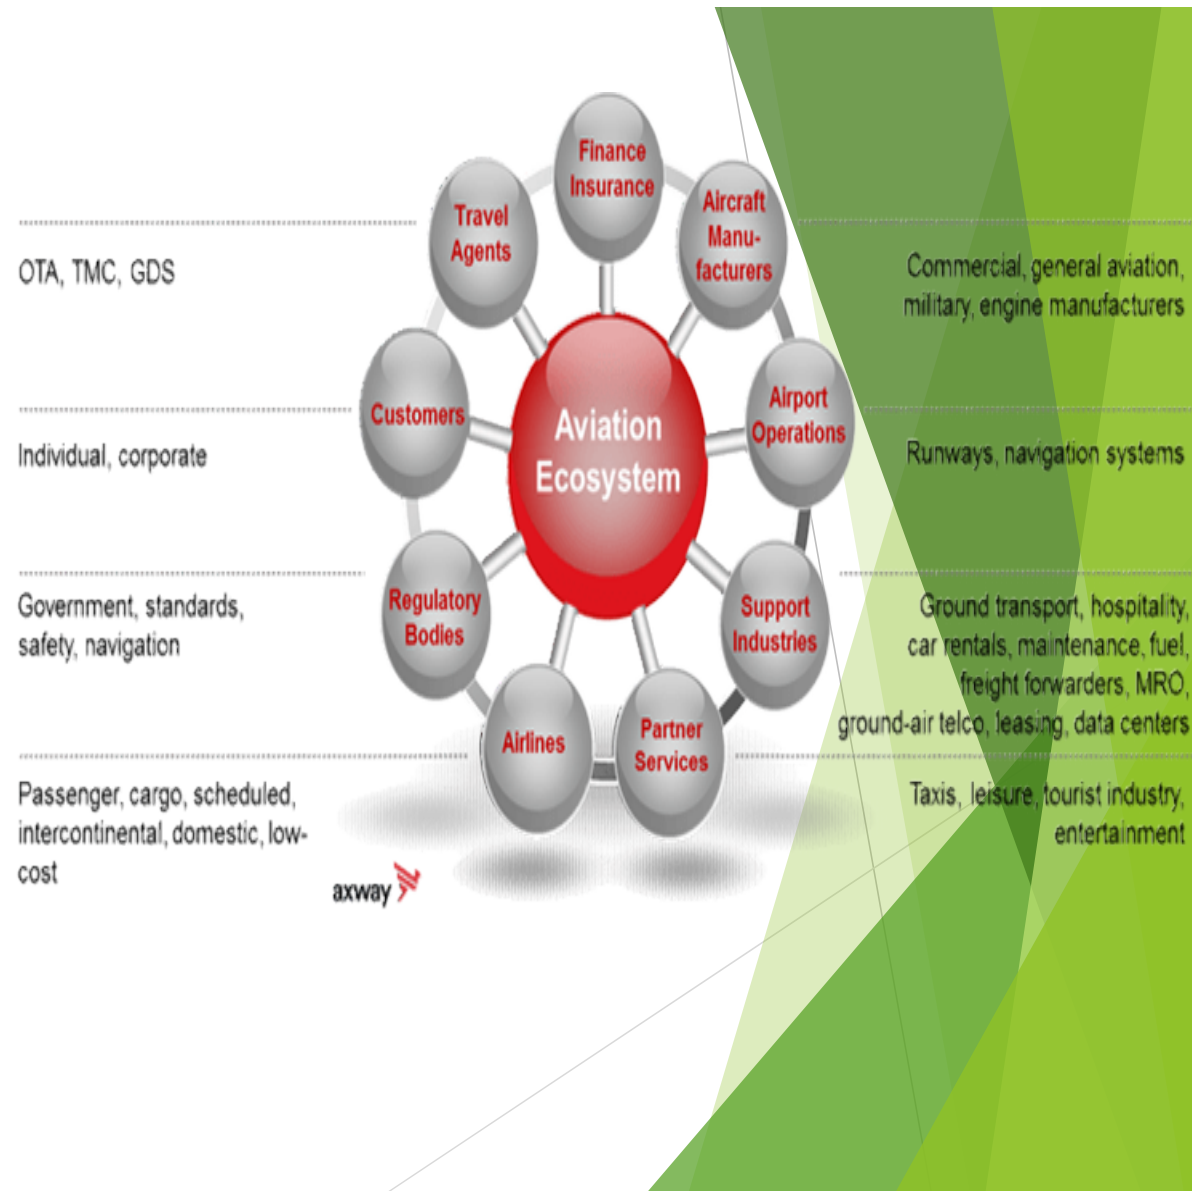 Finance
Insurance
Travel
Agents
Aircraft
Manu-
facturers
OTA, TMC, GDS
Commercial, general aviation,
military, engine manufacturers
Customers
Aviation
Ecosystem
Airport
Operations
Individual, corporate
Runways, navigation systems
Regulatory
Bodies
Support
Industries
Government, standards,
safety, navigation
Ground transport, hospitality,
car rentals, maintenance, fuel,
freight forwarders, MRO,
ground-air telco, leasing, data centers
Airlines
Partner
Services
Passenger, cargo, scheduled,
intercontinental, domestic, low-
cost
Taxis, leisure, tourist industry,
entertainment
axway